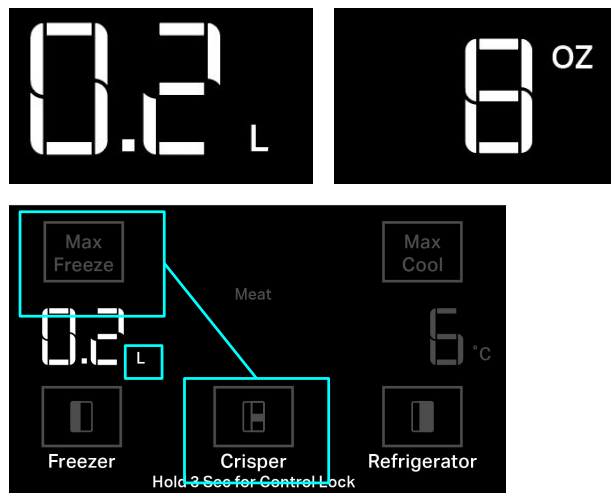 0.2 L
8 OZ
Max Freeze
Max Cool
Meat
0.2 L
6 °C
Freezer
Crisper
Refrigerator
Hold 3 Sec for Control Lock